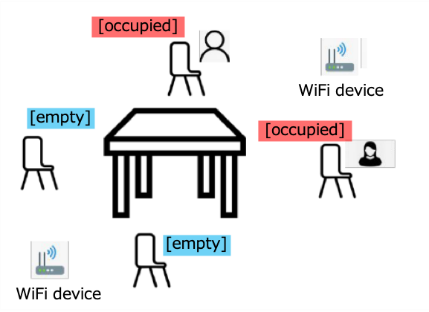 [occupied]
WiFi device
[empty]
[occupied]
[empty]
WiFi device